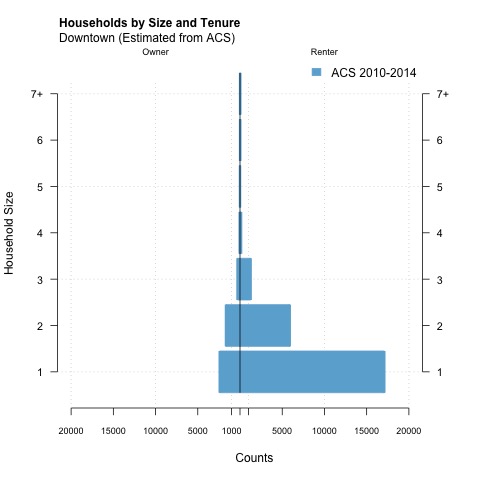 Households by Size and Tenure
Downtown (Estimated from ACS)
Owner Renter
ACS 2010-2014
7+ 7+
6 6
5 5
4 4
3 3
2 2
1 1
Household Size
20000 15000 10000 5000 1000 5000 10000 15000 20000
Counts